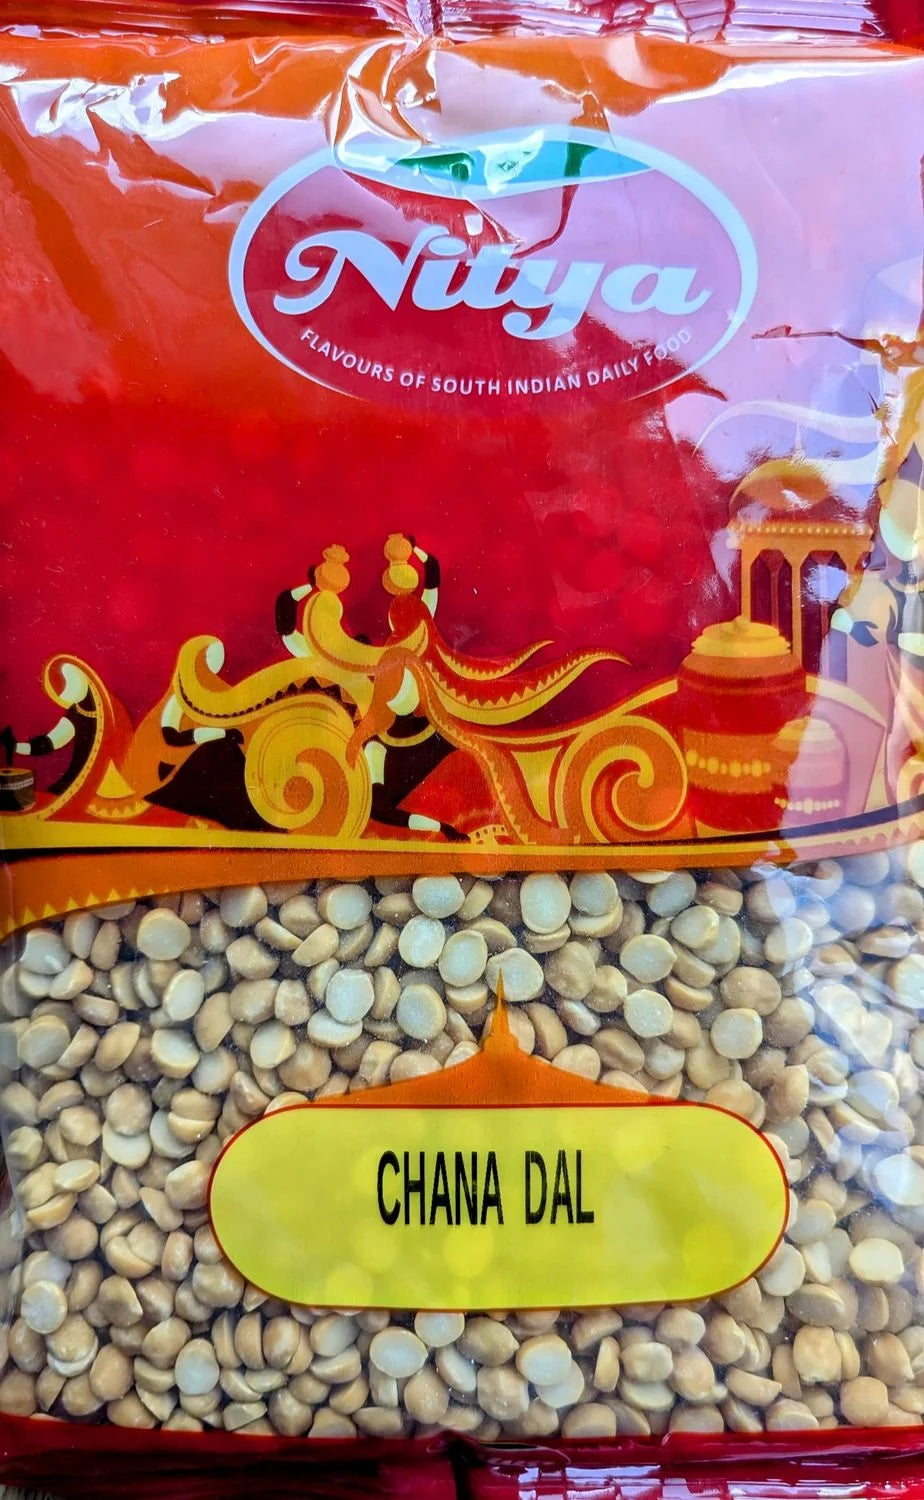 Nitya
FLAVOURS OF SOUTH INDIAN DAILY FOOD
CHANA DAL